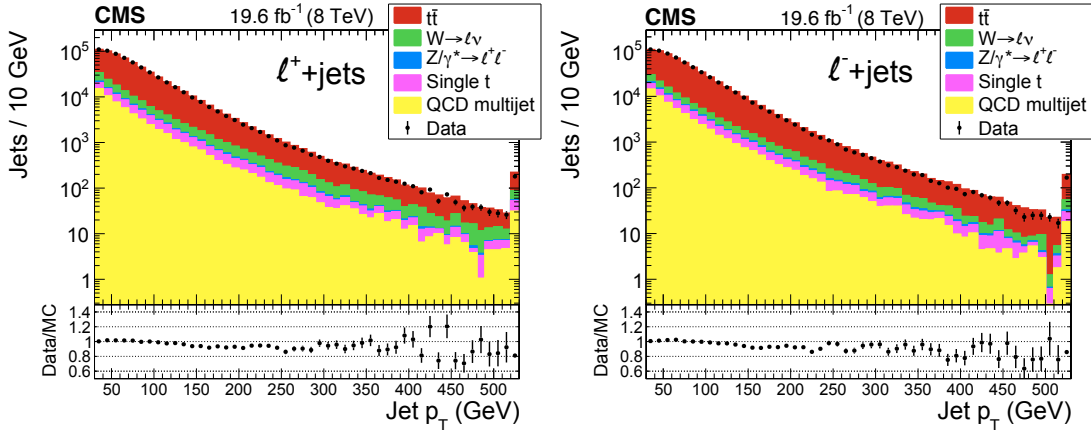 CMS 19.6 fb⁻¹ (8 TeV)
Jets / 10 GeV
10⁵
10⁴
10³
10²
10
1
ℓ⁺+jets
tt̄
W→ℓν
Z/γ*→ℓ⁺ℓ⁻
Single t
QCD multijet
Data
Data/MC
1.4
1.2
1.0
0.8
0.6
50 100 150 200 250 300 350 400 450 500
Jet p_T (GeV)
CMS 19.6 fb⁻¹ (8 TeV)
Jets / 10 GeV
10⁵
10⁴
10³
10²
10
1
ℓ⁻+jets
tt̄
W→ℓν
Z/γ*→ℓ⁺ℓ⁻
Single t
QCD multijet
Data
Data/MC
1.4
1.2
1.0
0.8
0.6
50 100 150 200 250 300 350 400 450 500
Jet p_T (GeV)